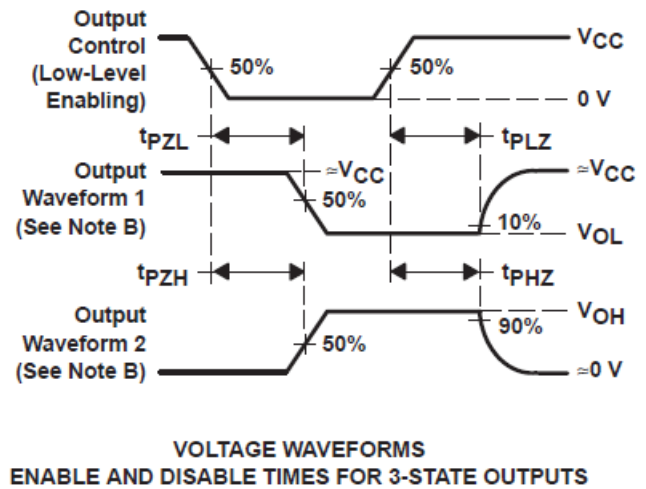 Output
Control
(Low-Level
Enabling)
50%
50%
VCC
0 V
tPZL
tPLZ
Output
Waveform 1
(See Note B)
≈VCC
50%
≈VCC
10%
VOL
tPZH
tPHZ
Output
Waveform 2
(See Note B)
50%
VOH
90%
≈0 V
VOLTAGE WAVEFORMS
ENABLE AND DISABLE TIMES FOR 3-STATE OUTPUTS